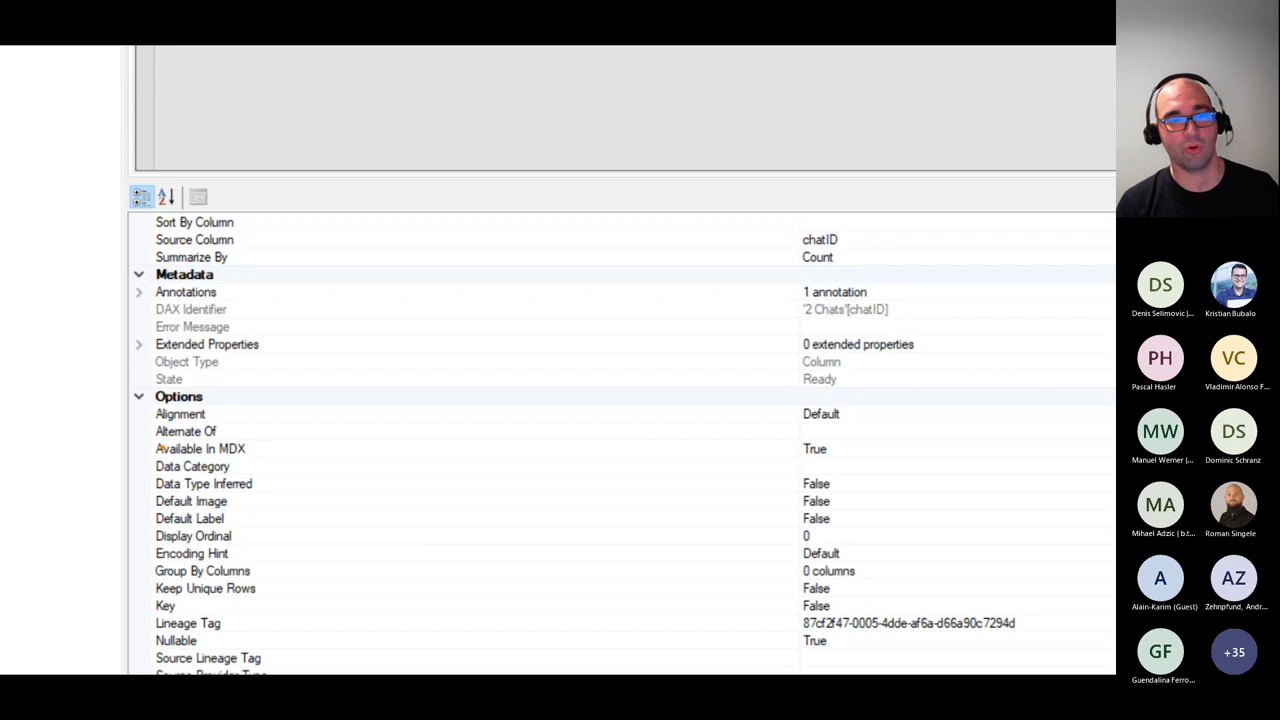 Sort By Column
Source Column chatID
Summarize By Count
Metadata
Annotations 1 annotation
DAX Identifier '2 Chats'[chatID]
Error Message
Extended Properties 0 extended properties
Object Type Column
State Ready
Options
Alignment Default
Alternate Of
Available In MDX True
Data Category
Data Type Inferred False
Default Image False
Default Label False
Display Ordinal 0
Encoding Hint Default
Group By Columns 0 columns
Keep Unique Rows False
Key False
Lineage Tag 87cf2f47-0005-4dde-af6a-d66a90c7294d
Nullable True
Source Lineage Tag
Source Provider Type
DS DS
Denis Selimovic |... Kristian Bubalo
PH VC
Pascal Hasler Vladimir Alonso F...
MW DS
Manuel Werner |... Dominic Schranz
MA
Mihael Adzic | b.t... Roman Singele
A AZ
Alain-Karim (Guest) Zehnpfund, Andr...
GF +35
Guendalina Ferro...